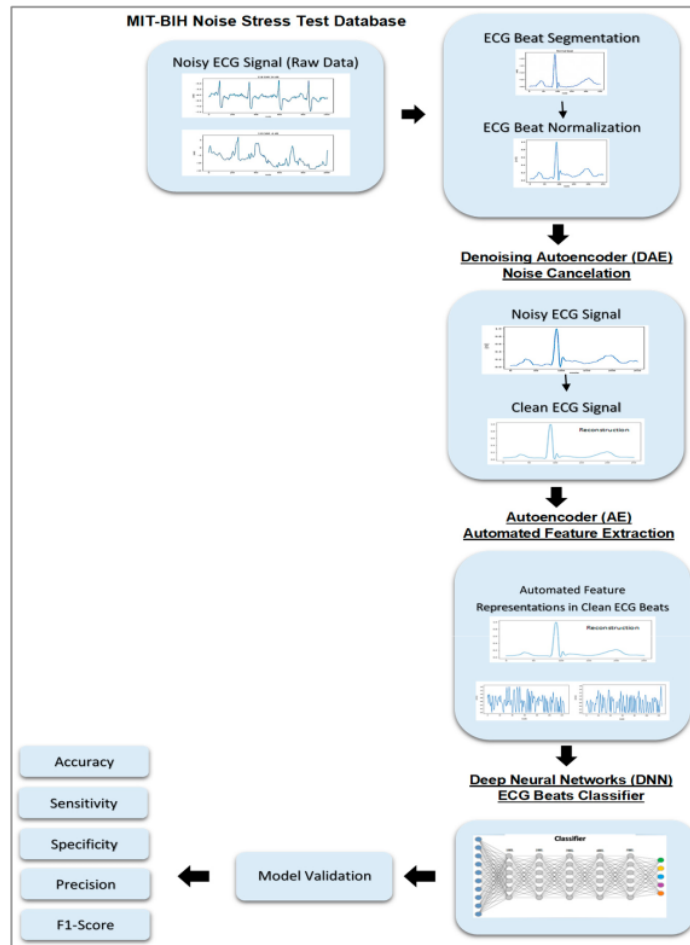 MIT-BIH Noise Stress Test Database
Noisy ECG Signal (Raw Data)
ECG Beat Segmentation
ECG Beat Normalization
Denoising Autoencoder (DAE)
Noise Cancelation
Noisy ECG Signal
Clean ECG Signal
Reconstruction
Autoencoder (AE)
Automated Feature Extraction
Automated Feature
Representations in Clean ECG Beats
Reconstruction
Deep Neural Networks (DNN)
ECG Beats Classifier
Classifier
Model Validation
Accuracy
Sensitivity
Specificity
Precision
F1-Score